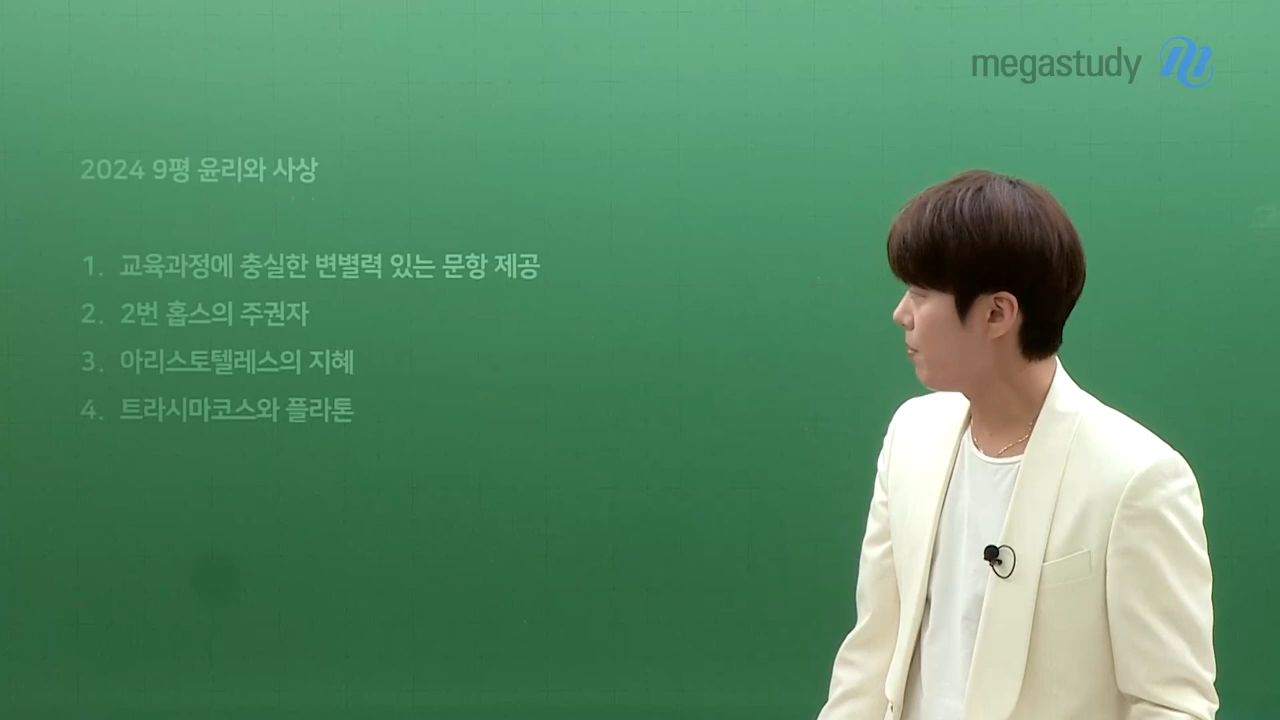 megastudy
2024 9평 윤리와 사상
1. 교육과정에 충실한 변별력 있는 문항 제공
2. 2번 홉스의 주권자
3. 아리스토텔레스의 지혜
4. 트라시마코스와 플라톤